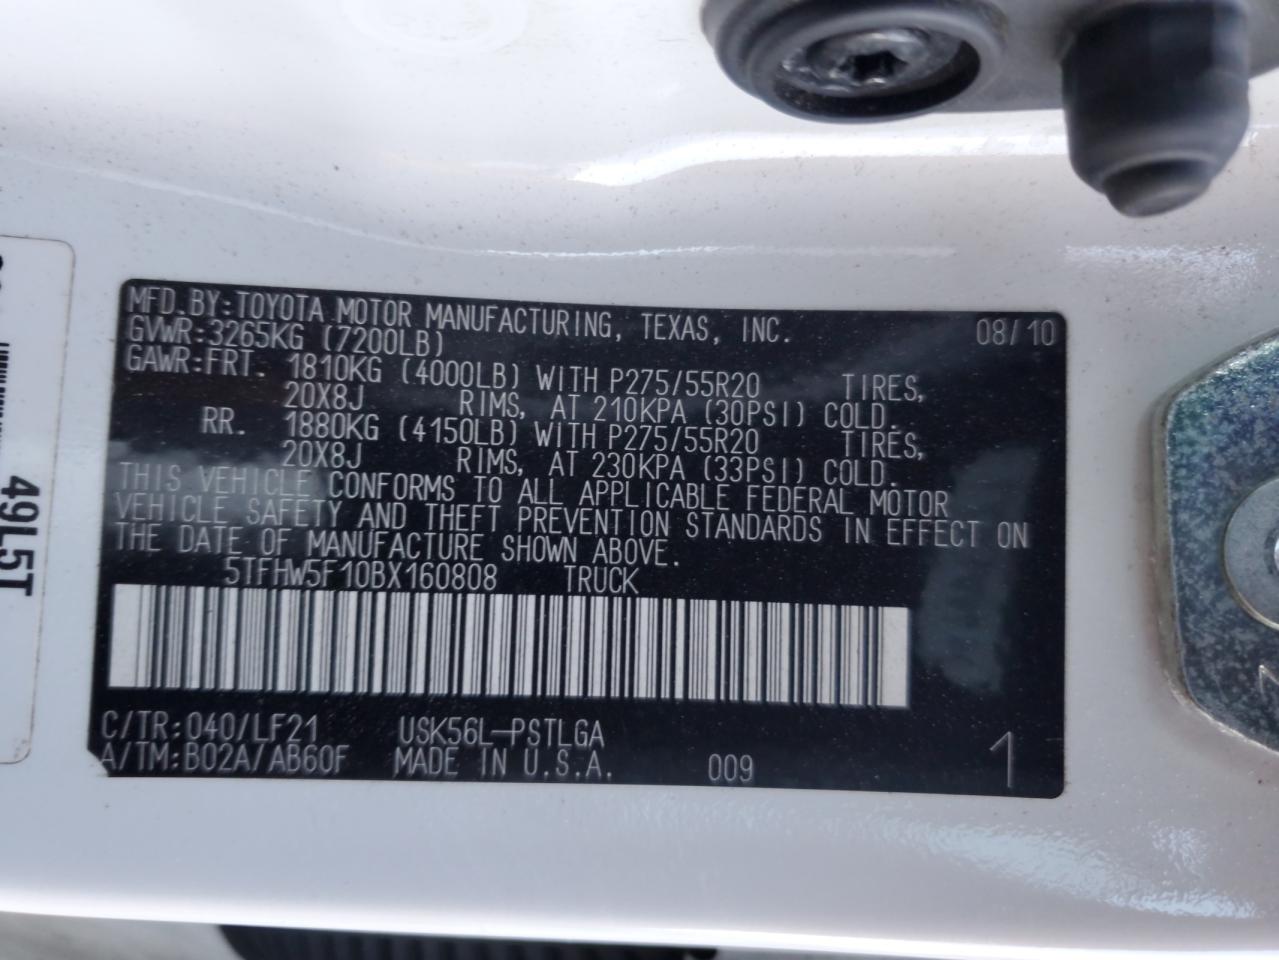 MFD.BY:TOYOTA MOTOR MANUFACTURING, TEXAS, INC. 08/10
GVWR:3265KG (7200LB)
GAWR:FRT. 1810KG (4000LB) WITH P275/55R20 TIRES,
20X8J RIMS, AT 210KPA (30PSI) COLD.
RR. 1880KG (4150LB) WITH P275/55R20 TIRES,
20X8J RIMS, AT 230KPA (33PSI) COLD.
THIS VEHICLE CONFORMS TO ALL APPLICABLE FEDERAL MOTOR
VEHICLE SAFETY AND THEFT PREVENTION STANDARDS IN EFFECT ON
THE DATE OF MANUFACTURE SHOWN ABOVE.
5TFHW5F10BX160808 TRUCK
C/TR:040/LF21 USK56L-PSTLGA
A/TM:B02A/AB60F MADE IN U.S.A. 009 1
49L5T